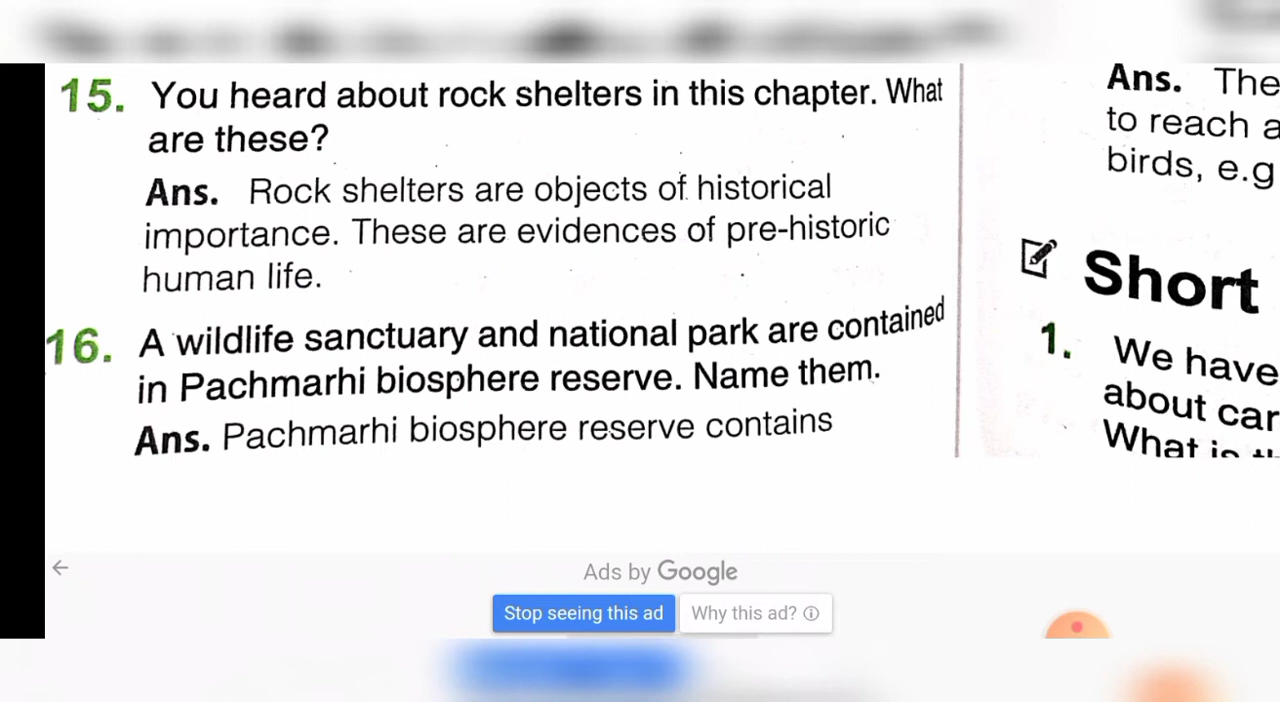 15. You heard about rock shelters in this chapter. What
are these?
Ans. Rock shelters are objects of historical
importance. These are evidences of pre-historic
human life.
16. A wildlife sanctuary and national park are contained
in Pachmarhi biosphere reserve. Name them.
Ans. Pachmarhi biosphere reserve contains
Ans. The
to reach a
birds, e.g
Short
1. We have
about car
What is
Ads by Google
Stop seeing this ad
Why this ad?